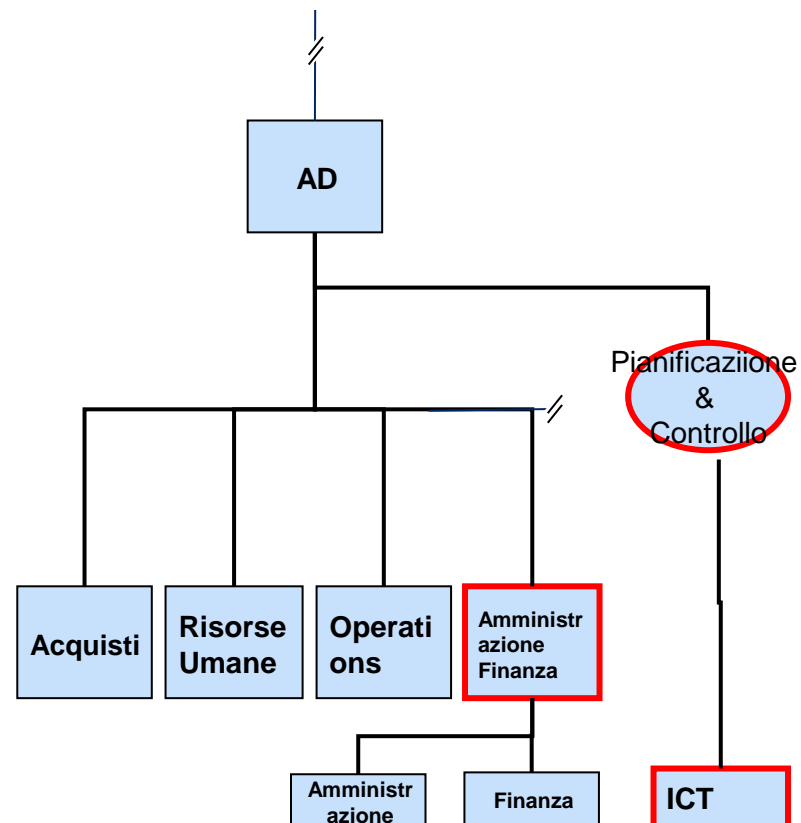 AD
Pianificaziione
&
Controllo
Acquisti
Risorse
Umane
Operati
ons
Amministr
azione
Finanza
Amministr
azione
Finanza
ICT